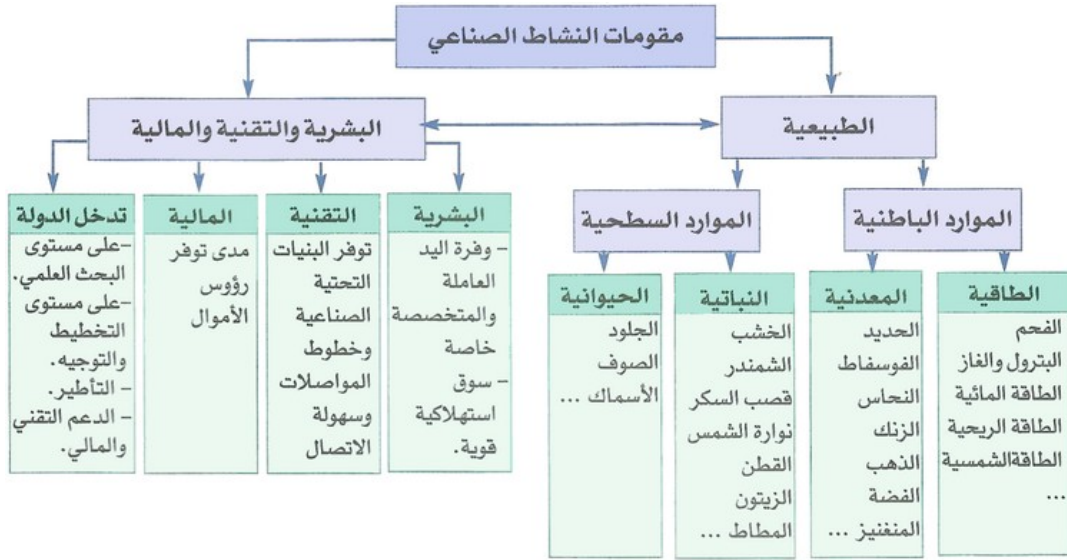 مقومات النشاط الصناعي
الطبيعية
البشرية والتقنية والمالية
الموارد الباطنية
الموارد السطحية
الطاقية
الفحم
البترول والغاز
الطاقة المائية
الطاقة الريحية
الطاقةالشمسية
...
المعدنية
الحديد
الفوسفاط
النحاس
الزنك
الذهب
الفضة
المنغنيز ...
النباتية
الخشب
الشمندر
قصب السكر
نوارة الشمس
القطن
الزيتون
المطاط ...
الحيوانية
الجلود
الصوف
الأسماك ...
البشرية
– وفرة اليد
العاملة
والمتخصصة
خاصة
– سوق
استهلاكية
قوية.
التقنية
توفر البنيات
التحتية
الصناعية
وخطوط
المواصلات
وسهولة
الاتصال
المالية
مدى توفر
رؤوس
الأموال
تدخل الدولة
–على مستوى
البحث العلمي.
–على مستوى
التخطيط
والتوجيه.
– التأطير.
– الدعم التقني
والمالي.